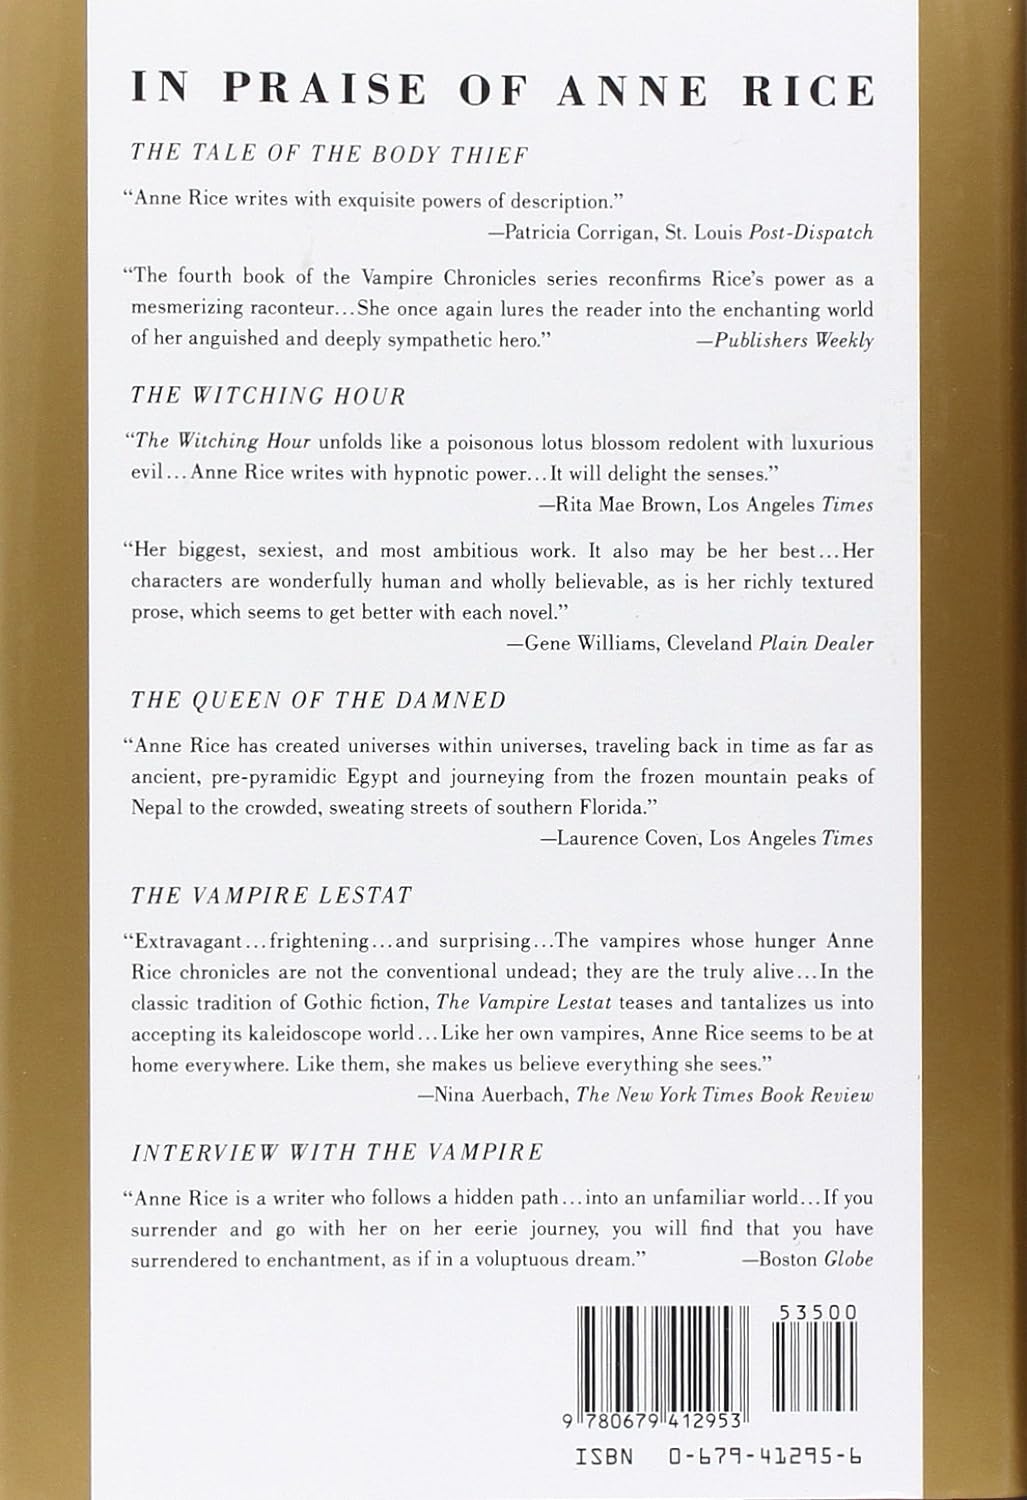 IN PRAISE OF ANNE RICE
THE TALE OF THE BODY THIEF
“Anne Rice writes with exquisite powers of description.”
—Patricia Corrigan, St. Louis Post-Dispatch
“The fourth book of the Vampire Chronicles series reconfirms Rice’s power as a
mesmerizing raconteur...She once again lures the reader into the enchanting world
of her anguished and deeply sympathetic hero.” —Publishers Weekly
THE WITCHING HOUR
“The Witching Hour unfolds like a poisonous lotus blossom redolent with luxurious
evil...Anne Rice writes with hypnotic power...It will delight the senses.”
—Rita Mae Brown, Los Angeles Times
“Her biggest, sexiest, and most ambitious work. It also may be her best...Her
characters are wonderfully human and wholly believable, as is her richly textured
prose, which seems to get better with each novel.”
—Gene Williams, Cleveland Plain Dealer
THE QUEEN OF THE DAMNED
“Anne Rice has created universes within universes, traveling back in time as far as
ancient, pre-pyramidic Egypt and journeying from the frozen mountain peaks of
Nepal to the crowded, sweating streets of southern Florida.”
—Laurence Coven, Los Angeles Times
THE VAMPIRE LESTAT
“Extravagant...frightening...and surprising...The vampires whose hunger Anne
Rice chronicles are not the conventional undead; they are the truly alive...In the
classic tradition of Gothic fiction, The Vampire Lestat teases and tantalizes us into
accepting its kaleidoscope world...Like her own vampires, Anne Rice seems to be at
home everywhere. Like them, she makes us believe everything she sees.”
—Nina Auerbach, The New York Times Book Review
INTERVIEW WITH THE VAMPIRE
“Anne Rice is a writer who follows a hidden path...into an unfamiliar world...If you
surrender and go with her on her eerie journey, you will find that you have
surrendered to enchantment, as if in a voluptuous dream.” —Boston Globe
53500
9 780679 412953
ISBN 0-679-41295-6